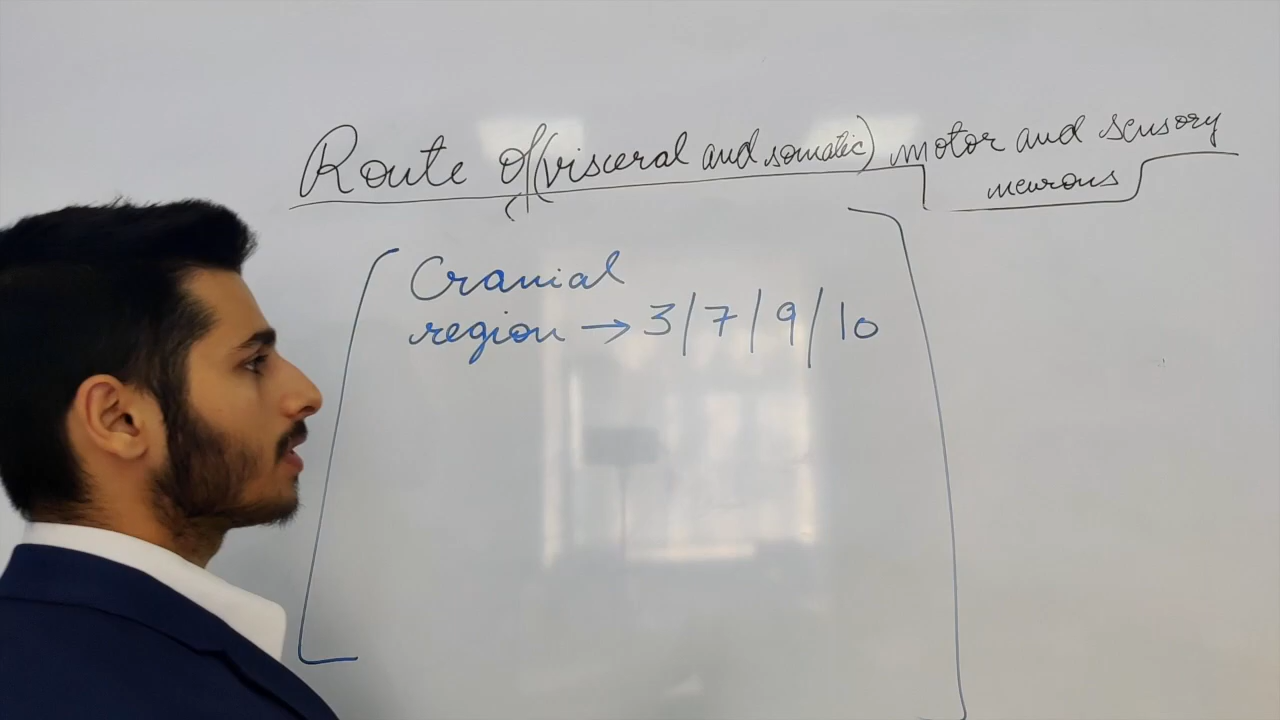 Route of (visceral and somatic) motor and sensory
neurons
Cranial
region → 3/7/9/10